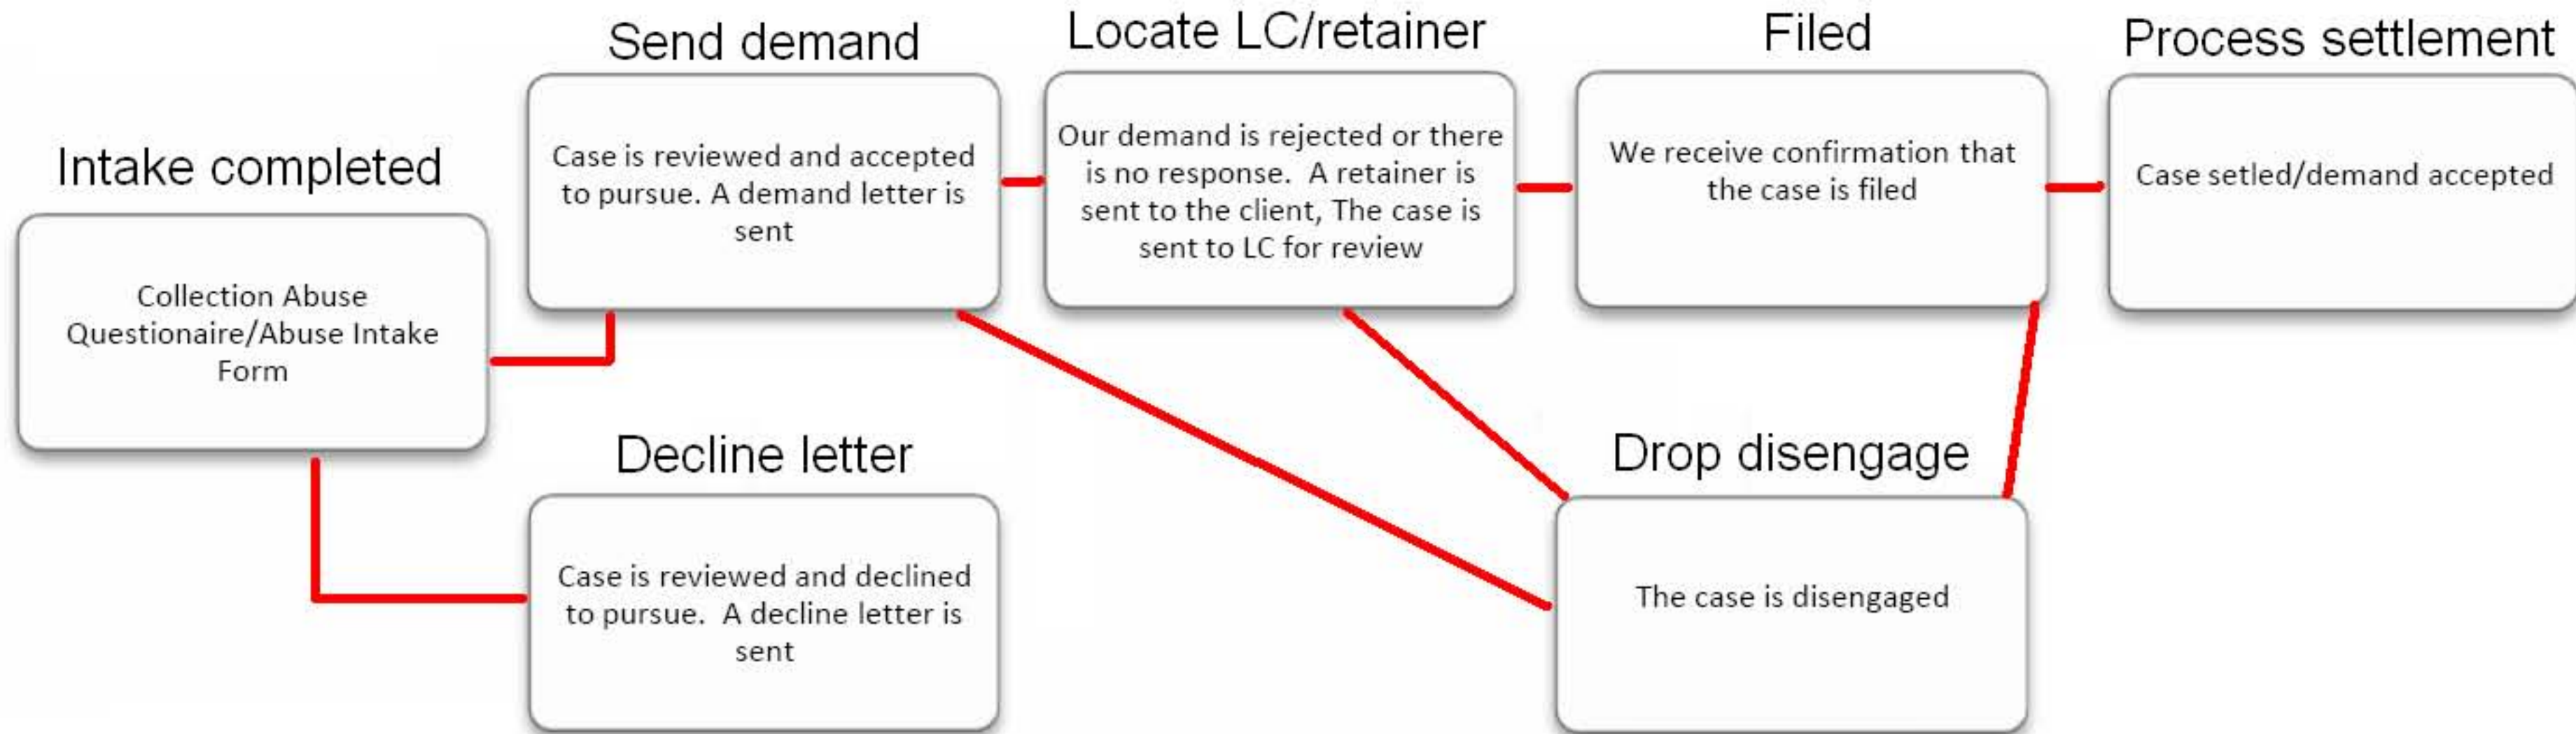 Intake completed
Collection Abuse
Questionaire/Abuse Intake
Form
Send demand
Case is reviewed and accepted
to pursue. A demand letter is
sent
Decline letter
Case is reviewed and declined
to pursue.  A decline letter is
sent
Locate LC/retainer
Our demand is rejected or there
is no response.  A retainer is
sent to the client, The case is
sent to LC for review
Filed
We receive confirmation that
the case is filed
Drop disengage
The case is disengaged
Process settlement
Case setled/demand accepted